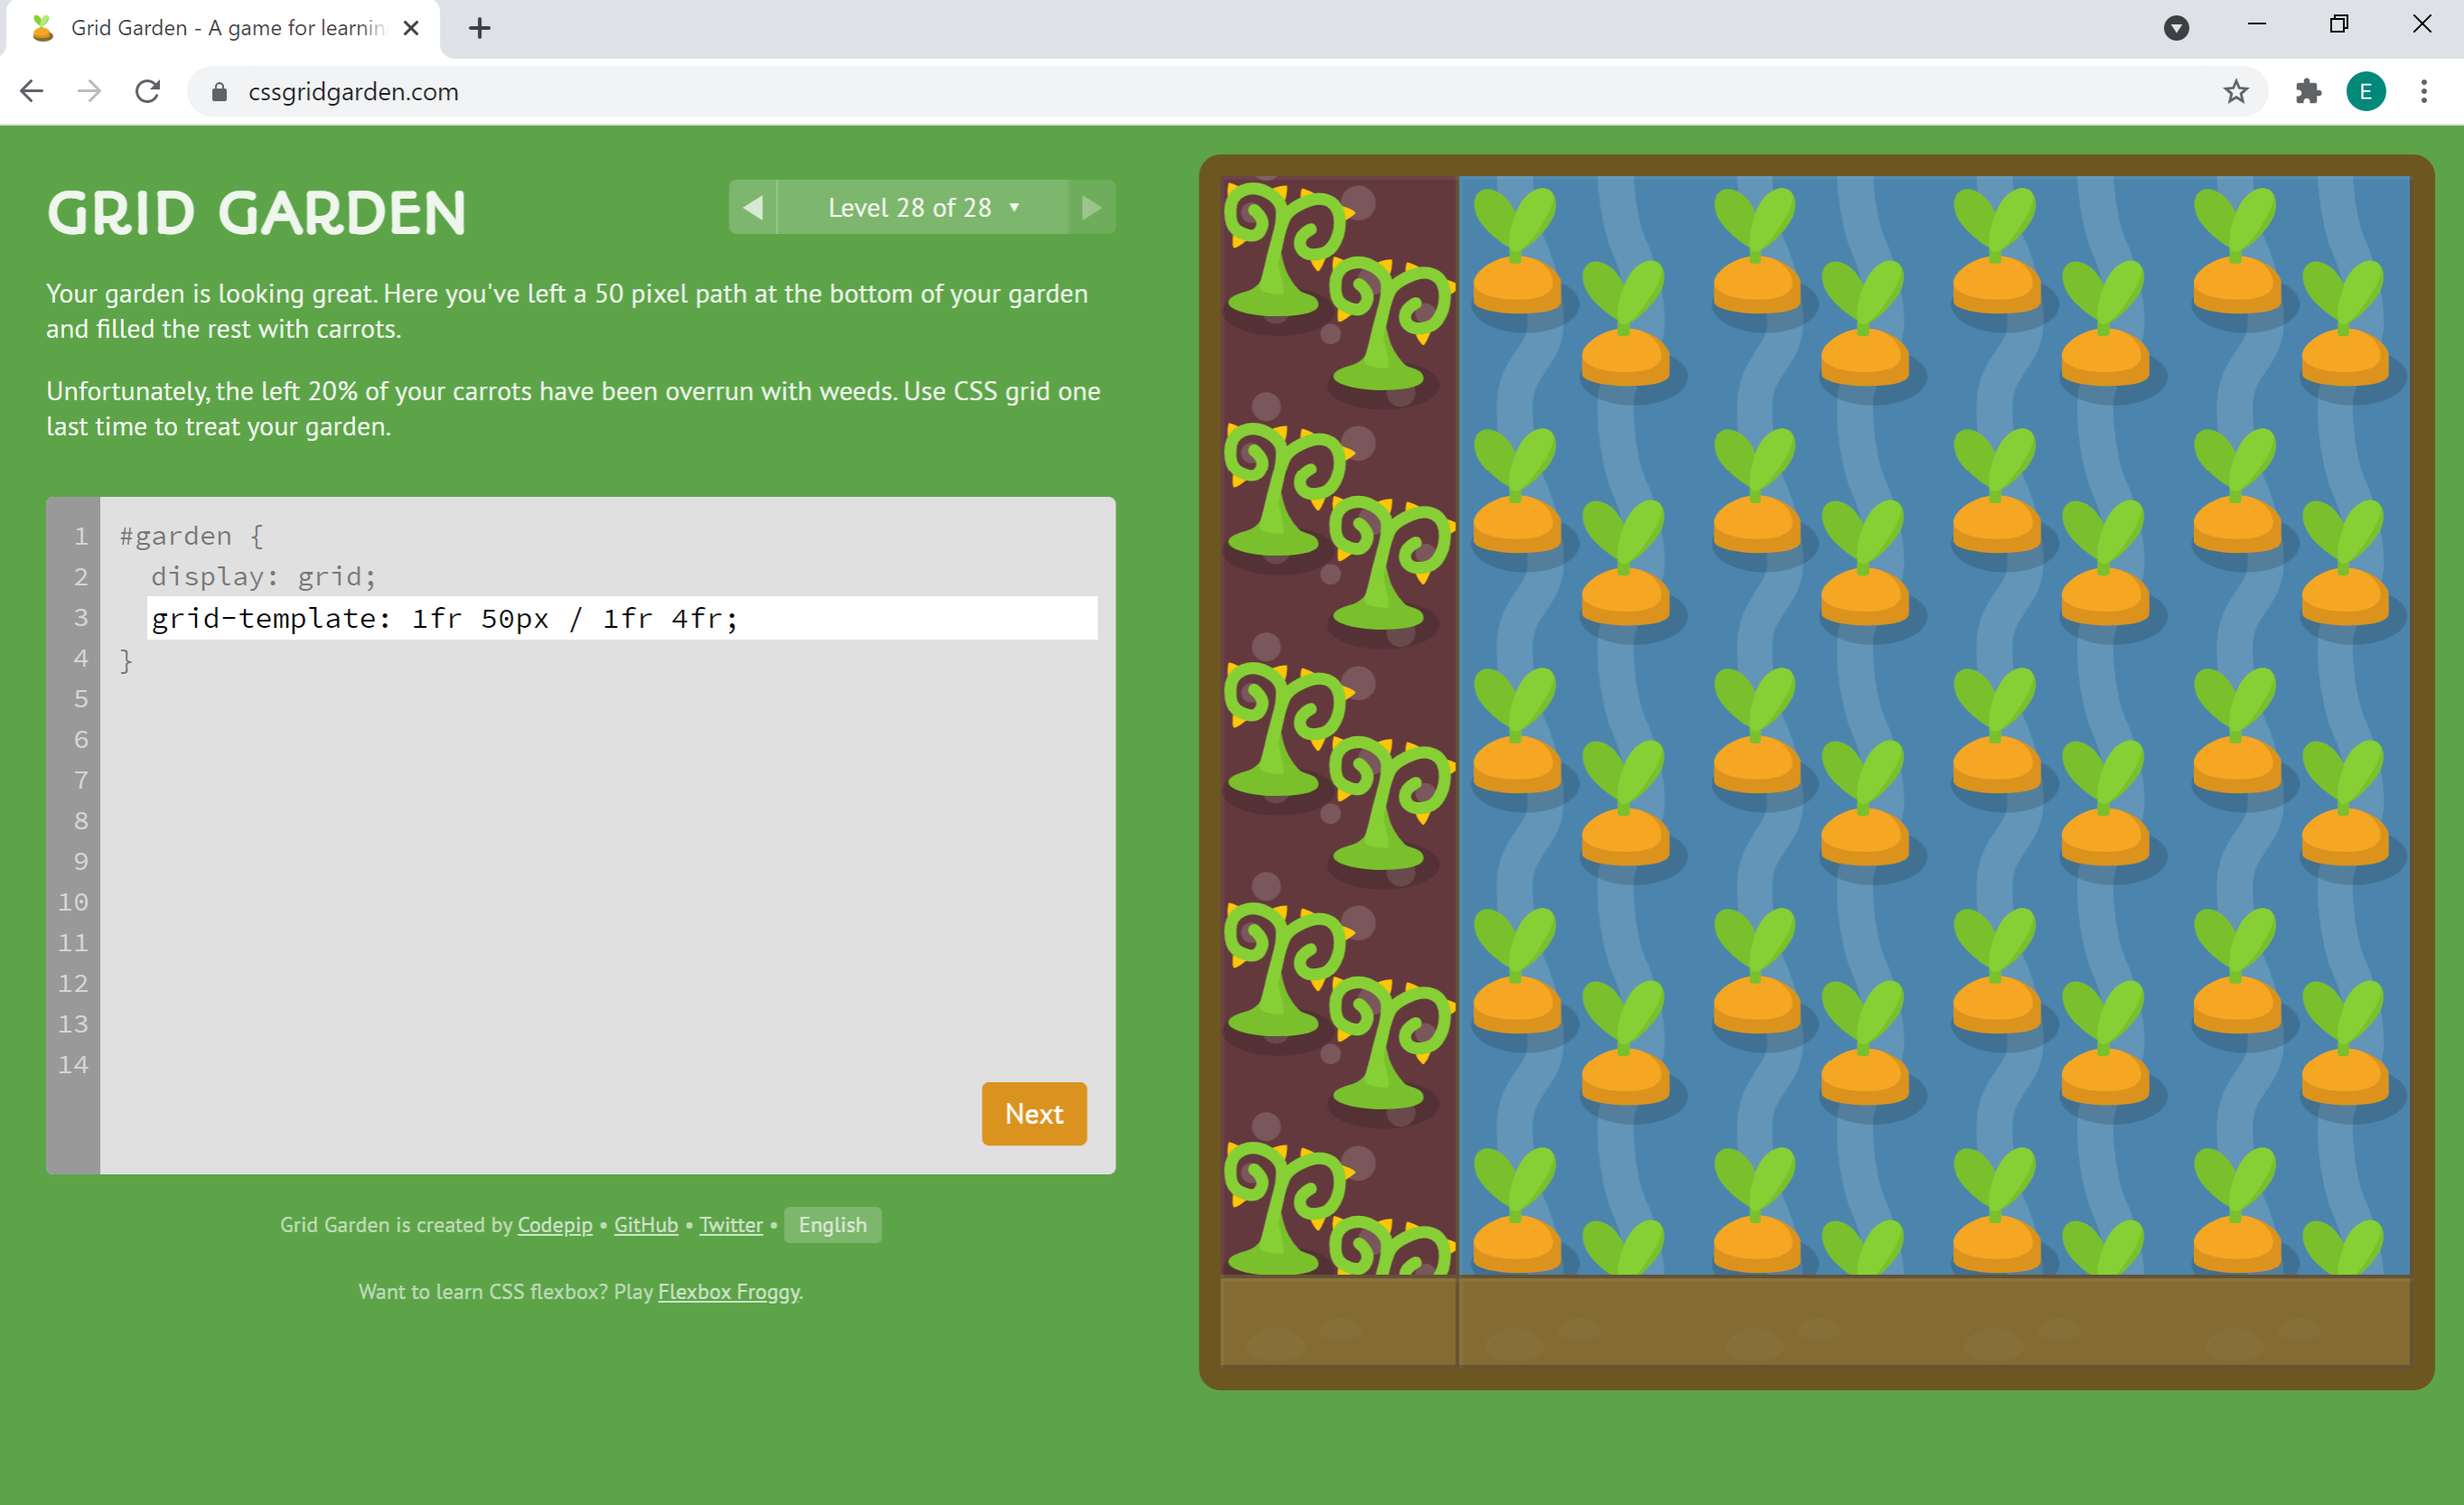 Grid Garden - A game for learnin
cssgridgarden.com
E
GRID GARDEN
Level 28 of 28
Your garden is looking great. Here you've left a 50 pixel path at the bottom of your garden
and filled the rest with carrots.
Unfortunately, the left 20% of your carrots have been overrun with weeds. Use CSS grid one
last time to treat your garden.
1 #garden {
2 display: grid;
3 grid-template: 1fr 50px / 1fr 4fr;
4 }
5
6
7
8
9
10
11
12
13
14
Next
Grid Garden is created by Codepip • GitHub • Twitter • English
Want to learn CSS flexbox? Play Flexbox Froggy.